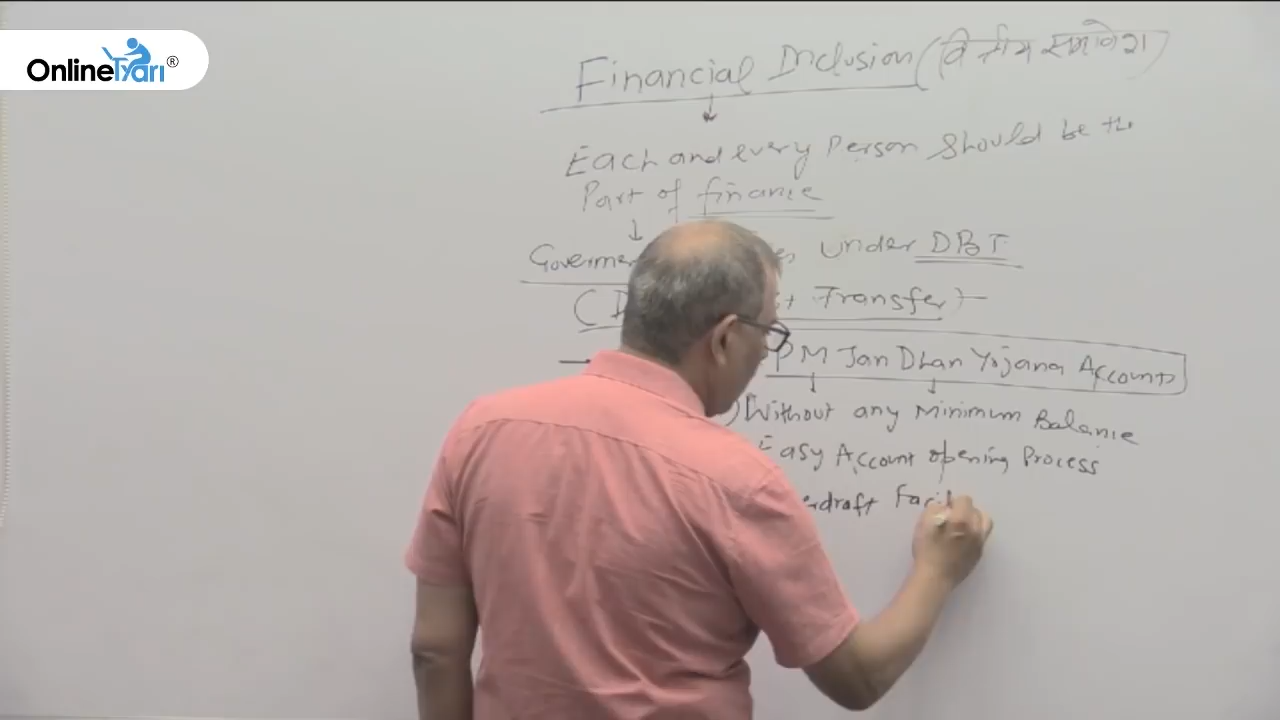 OnlineTyari®
Financial Inclusion (वित्तीय समावेश)
Each and every Person Should be the
Part of finance
under DBT
Transfer)
PM Jan Dhan Yojana Accounts
) Without any Minimum Balance
Easy Account opening Process